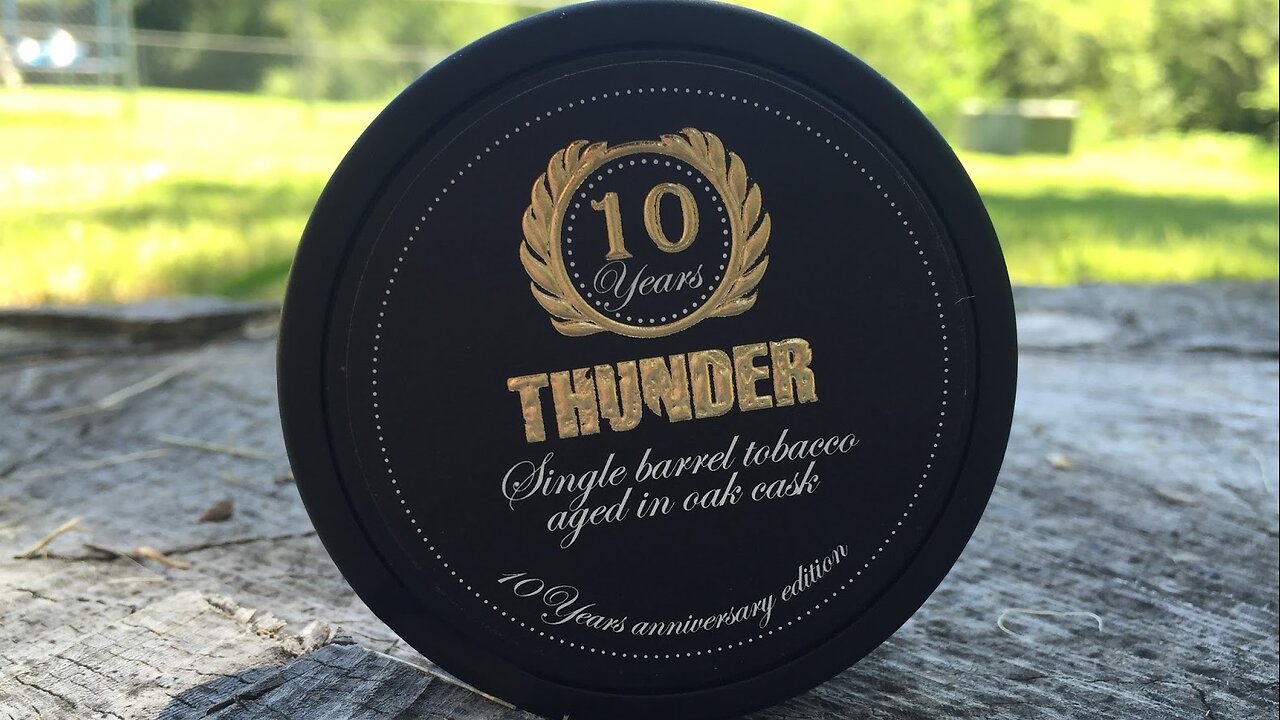 10
Years
THUNDER
Single barrel tobacco
aged in oak cask
10 Years anniversary edition